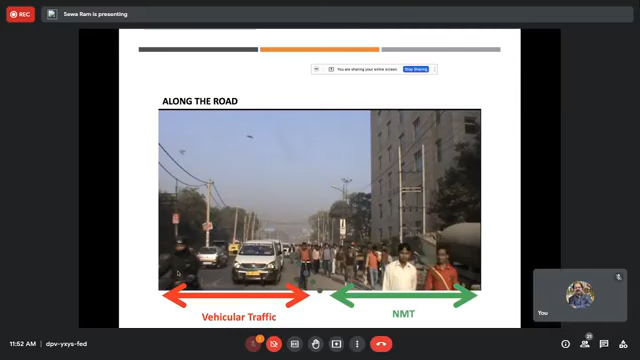 REC
Sewa Ram is presenting
You are sharing your entire screen.
Stop Sharing
ALONG THE ROAD
Vehicular Traffic
NMT
You
11:52 AM
dpv-yxys-fed